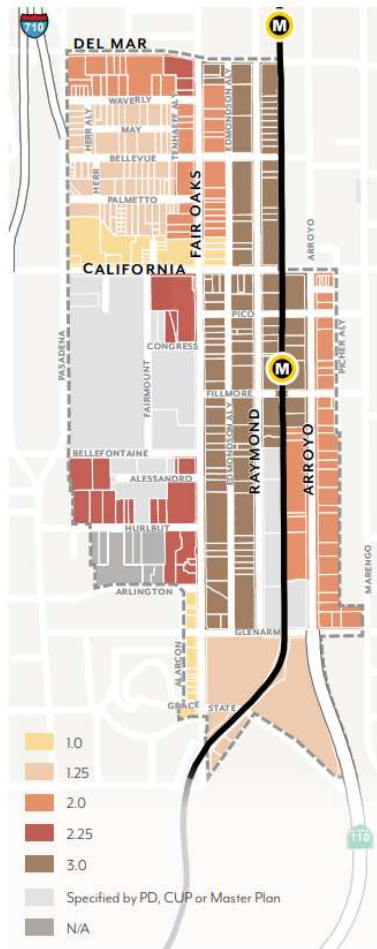 710
M
DEL MAR
WAVERLY
HERR ALY
MAY
TENHAEFF ALY
EDMONDSON ALY
BELLEVUE
HERR
PALMETTO
FAIR OAKS
ARROYO
CALIFORNIA
PICO
CONGRESS
PASADENA
FAIRMOUNT
M
PICHER ALY
FILLMORE
RAYMOND
ARROYO
EDMONDSON ALY
BELLEFONTAINE
ALESSANDRO
HURLBUT
MARENGO
ARLINGTON
GLENARM
ALARCON
GRACE
STATE
110
1.0
1.25
2.0
2.25
3.0
Specified by PD, CUP or Master Plan
N/A